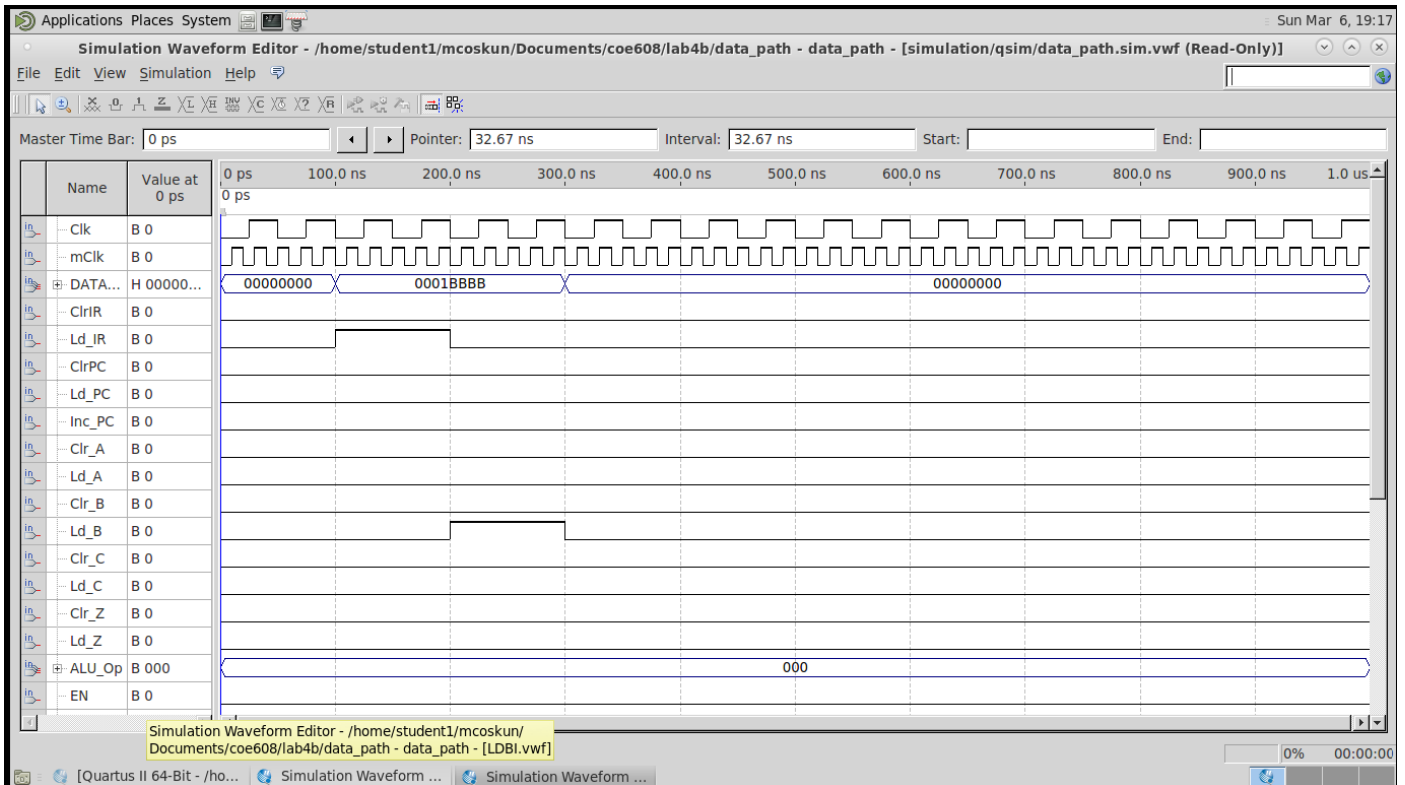 Applications Places System Sun Mar 6, 19:17
Simulation Waveform Editor - /home/student1/mcoskun/Documents/coe608/lab4b/data_path - data_path - [simulation/qsim/data_path.sim.vwf (Read-Only)]
File Edit View Simulation Help
Master Time Bar: 0 ps Pointer: 32.67 ns Interval: 32.67 ns Start: End:
Name Value at 0 ps 0 ps 100.0 ns 200.0 ns 300.0 ns 400.0 ns 500.0 ns 600.0 ns 700.0 ns 800.0 ns 900.0 ns 1.0 us
0 ps
Clk B 0
mClk B 0
DATA... H 00000... 00000000 0001BBBB 00000000
ClrIR B 0
Ld_IR B 0
ClrPC B 0
Ld_PC B 0
Inc_PC B 0
Clr_A B 0
Ld_A B 0
Clr_B B 0
Ld_B B 0
Clr_C B 0
Ld_C B 0
Clr_Z B 0
Ld_Z B 0
ALU_Op B 000 000
EN B 0
Simulation Waveform Editor - /home/student1/mcoskun/
Documents/coe608/lab4b/data_path - data_path - [LDBI.vwf]
0% 00:00:00
[Quartus II 64-Bit - /ho... Simulation Waveform ... Simulation Waveform ...